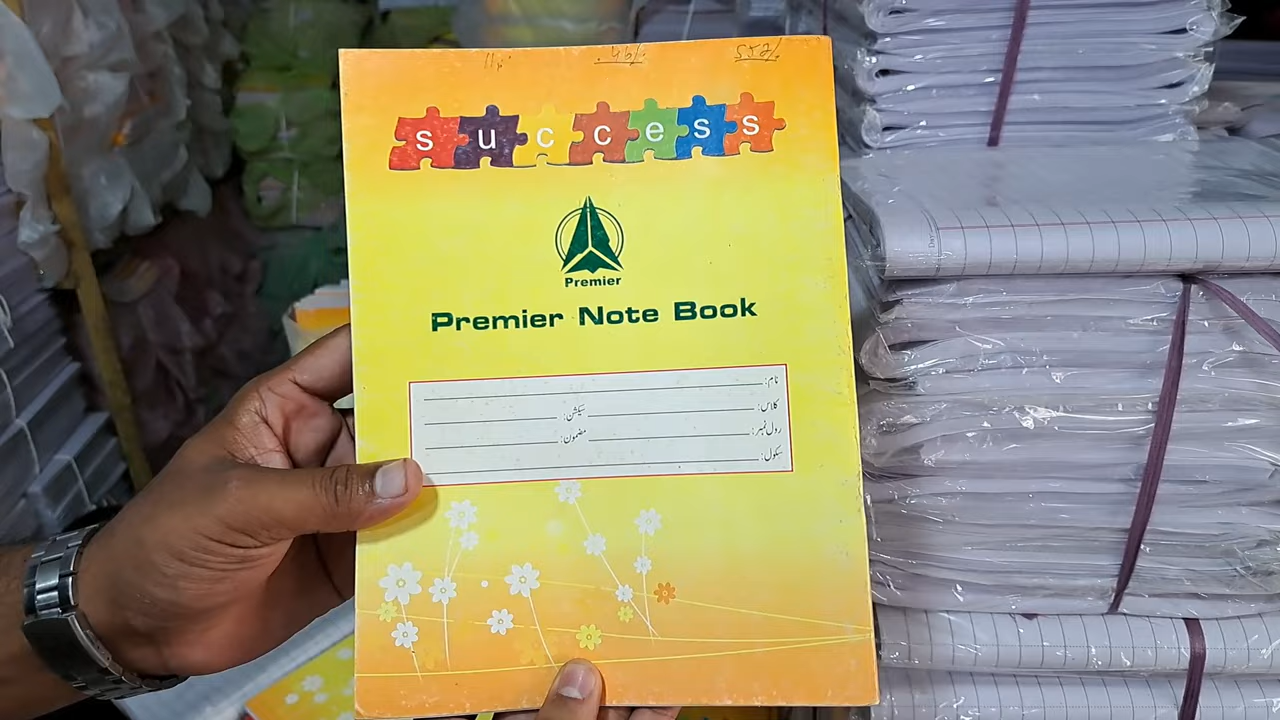 success
Premier
Premier Note Book
نام:
کلاس: سیکشن:
رول نمبر: مضمون:
سکول: